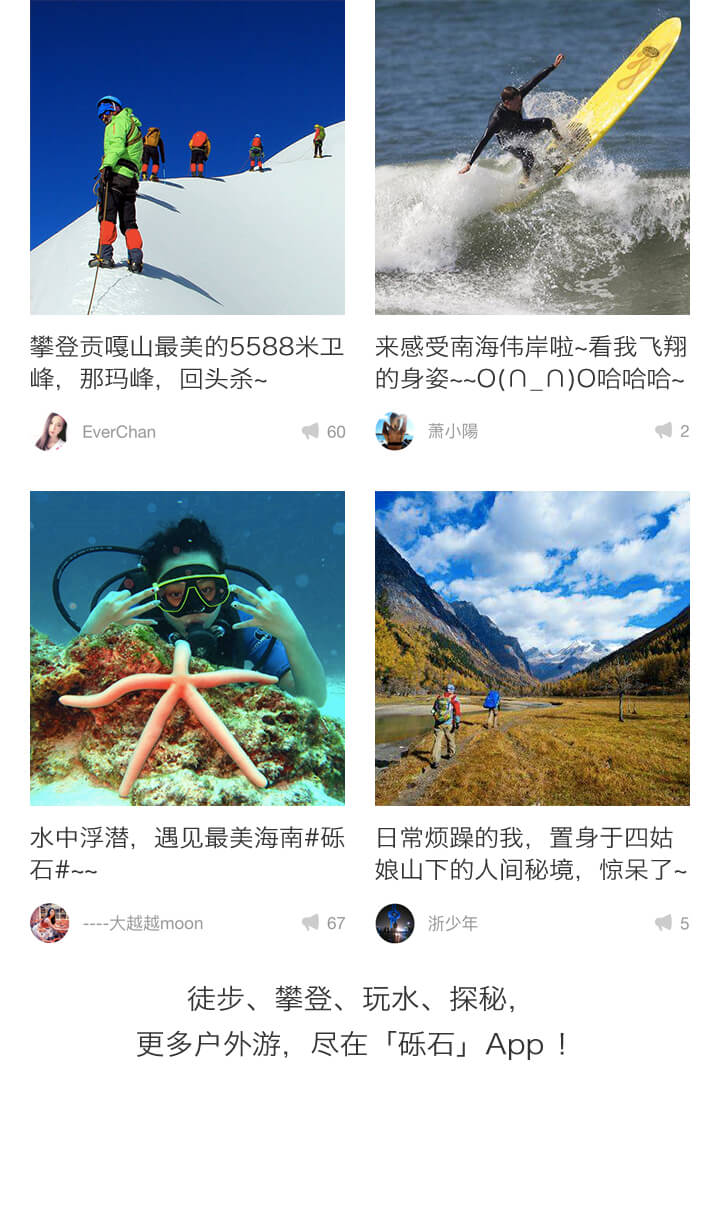 攀登贡嘎山最美的5588米卫
峰，那玛峰，回头杀~
EverChan
60
来感受南海伟岸啦~看我飞翔
的身姿~~O(∩_∩)O哈哈哈~
萧小陽
2
水中浮潜，遇见最美海南#砾
石#~~
----大越越moon
67
日常烦躁的我，置身于四姑
娘山下的人间秘境，惊呆了~
浙少年
5
徒步、攀登、玩水、探秘，
更多户外游，尽在「砾石」App！